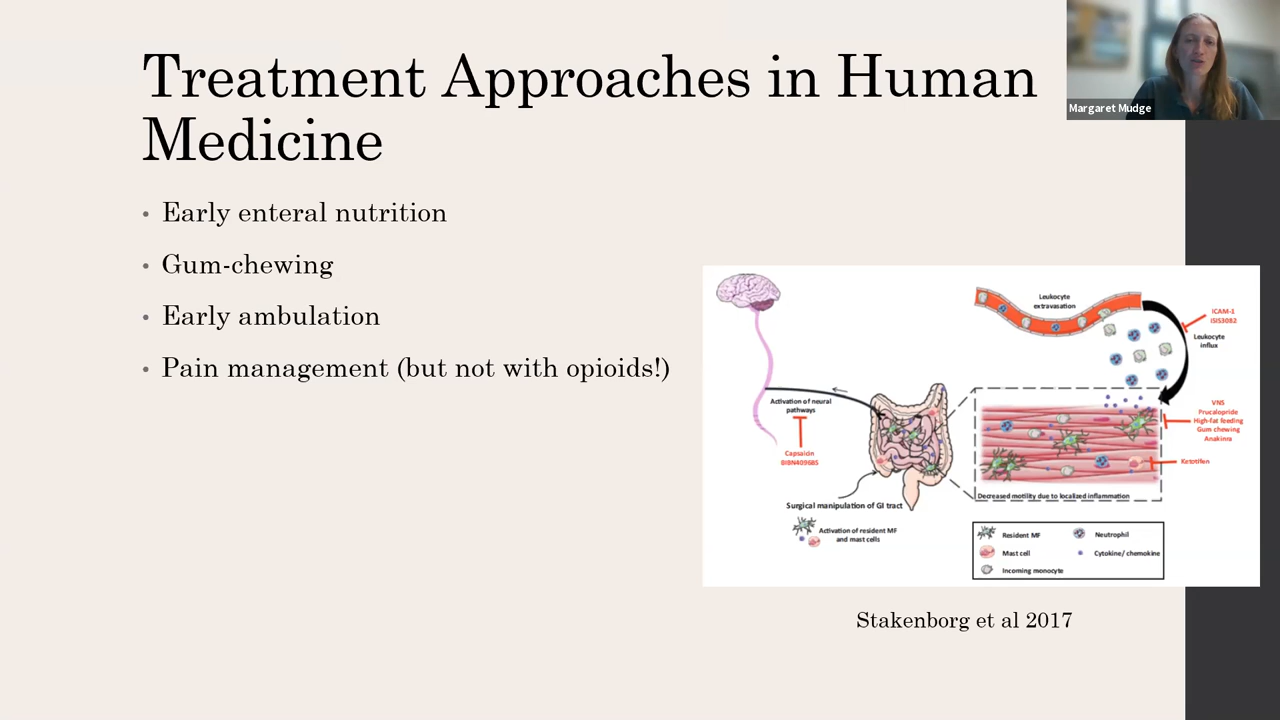 Treatment Approaches in Human
Medicine
Margaret Mudge
• Early enteral nutrition
• Gum-chewing
• Early ambulation
• Pain management (but not with opioids!)
Leukocyte
extravasation
ICAM-1
ISIS3082
Leukocyte
influx
Activation of neural
pathways
Capsaicin
BIBN4096BS
VNS
Prucalopride
High-fat feeding
Gum chewing
Anakinra
Ketotifen
Decreased motility due to localized inflammation
Surgical manipulation of GI tract
Activation of resident MF
and mast cells
Resident MF
Neutrophil
Mast cell
Cytokine/ chemokine
Incoming monocyte
Stakenborg et al 2017